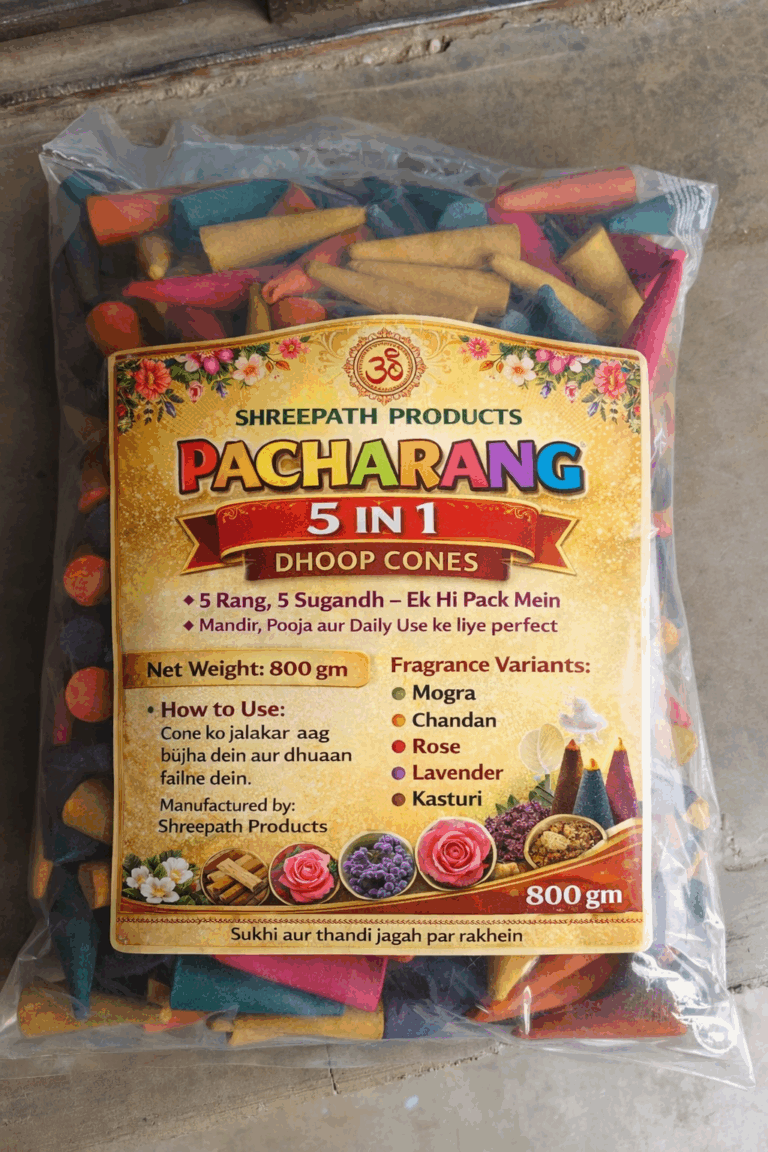 ॐ
SHREEPATH PRODUCTS
PACHARANG
5 IN 1
DHOOP CONES
◆ 5 Rang, 5 Sugandh – Ek Hi Pack Mein
◆ Mandir, Pooja aur Daily Use ke liye perfect
Net Weight: 800 gm
• How to Use:
Cone ko jalakar aag
büjha dein aur dhuaan
failne dein.
Manufactured by:
Shreepath Products
Fragrance Variants:
Mogra
Chandan
Rose
Lavender
Kasturi
800 gm
Sukhi aur thandi jagah par rakhein